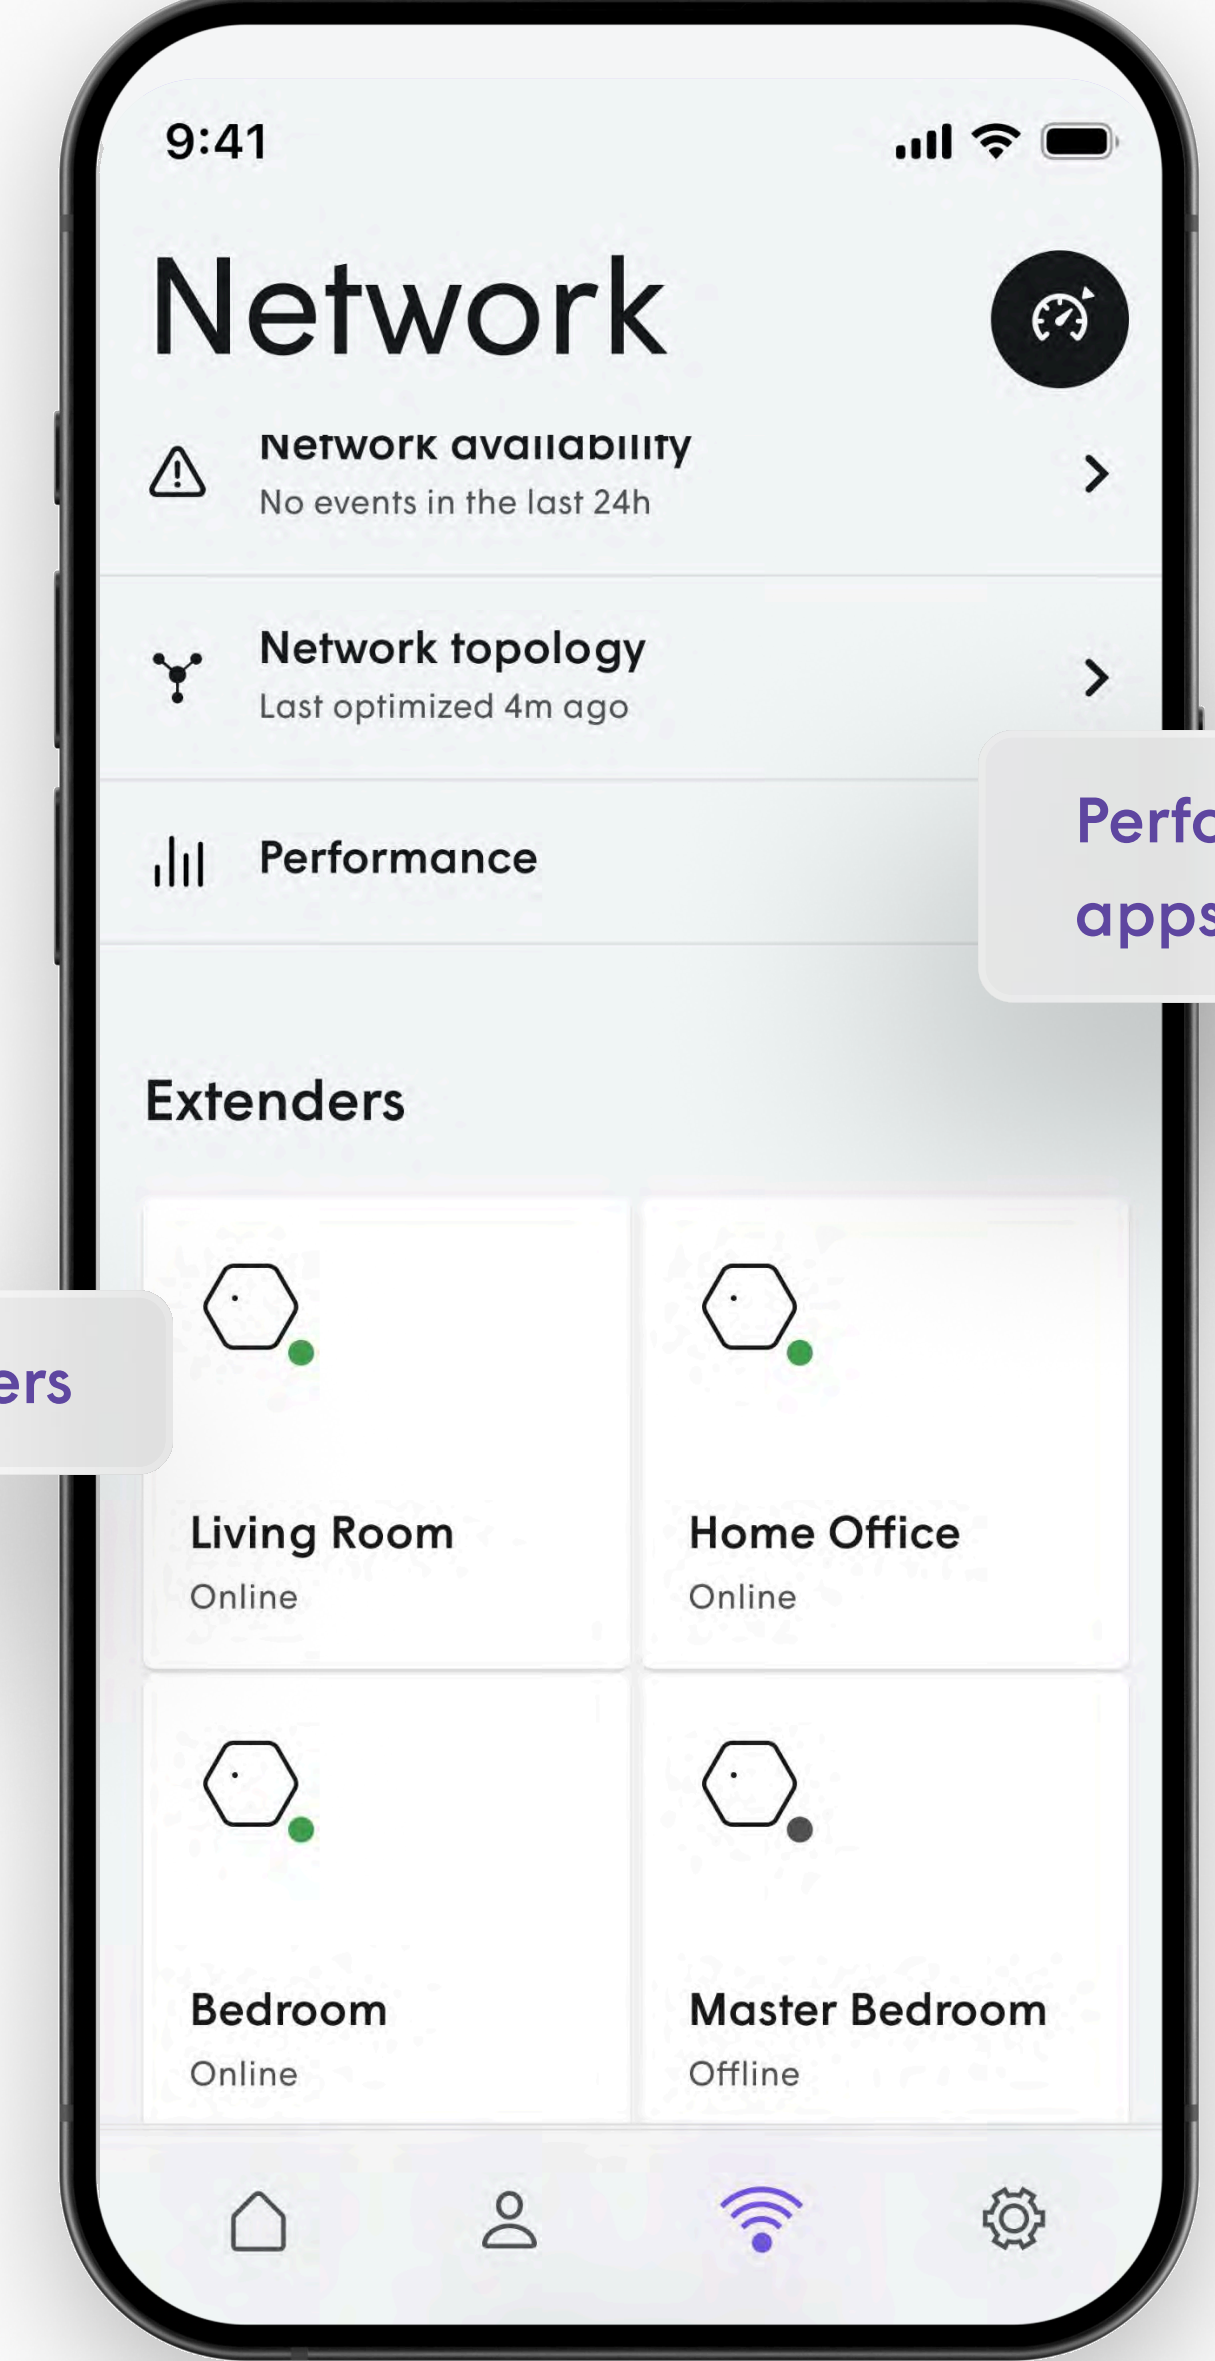 9:41
Network
Network availability
No events in the last 24h
Network topology
Last optimized 4m ago
Performance
apps
Extenders
Living Room
Online
Home Office
Online
Bedroom
Online
Master Bedroom
Offline